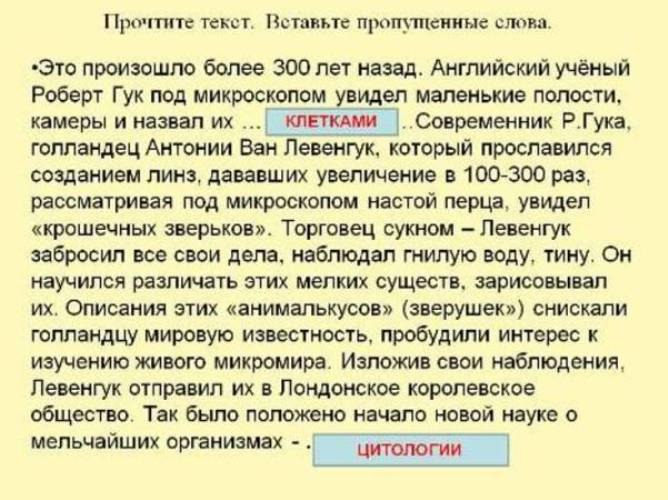 Прочтите текст. Вставьте пропущенные слова.
•Это произошло более 300 лет назад. Английский учёный
Роберт Гук под микроскопом увидел маленькие полости,
камеры и назвал их ... КЛЕТКАМИ ..Современник Р.Гука,
голландец Антонии Ван Левенгук, который прославился
созданием линз, дававших увеличение в 100-300 раз,
рассматривая под микроскопом настой перца, увидел
«крошечных зверьков». Торговец сукном – Левенгук
забросил все свои дела, наблюдал гнилую воду, тину. Он
научился различать этих мелких существ, зарисовывал
их. Описания этих «анималькусов» (зверушек») снискали
голландцу мировую известность, пробудили интерес к
изучению живого микромира. Изложив свои наблюдения,
Левенгук отправил их в Лондонское королевское
общество. Так было положено начало новой науке о
мельчайших организмах - . ЦИТОЛОГИИ